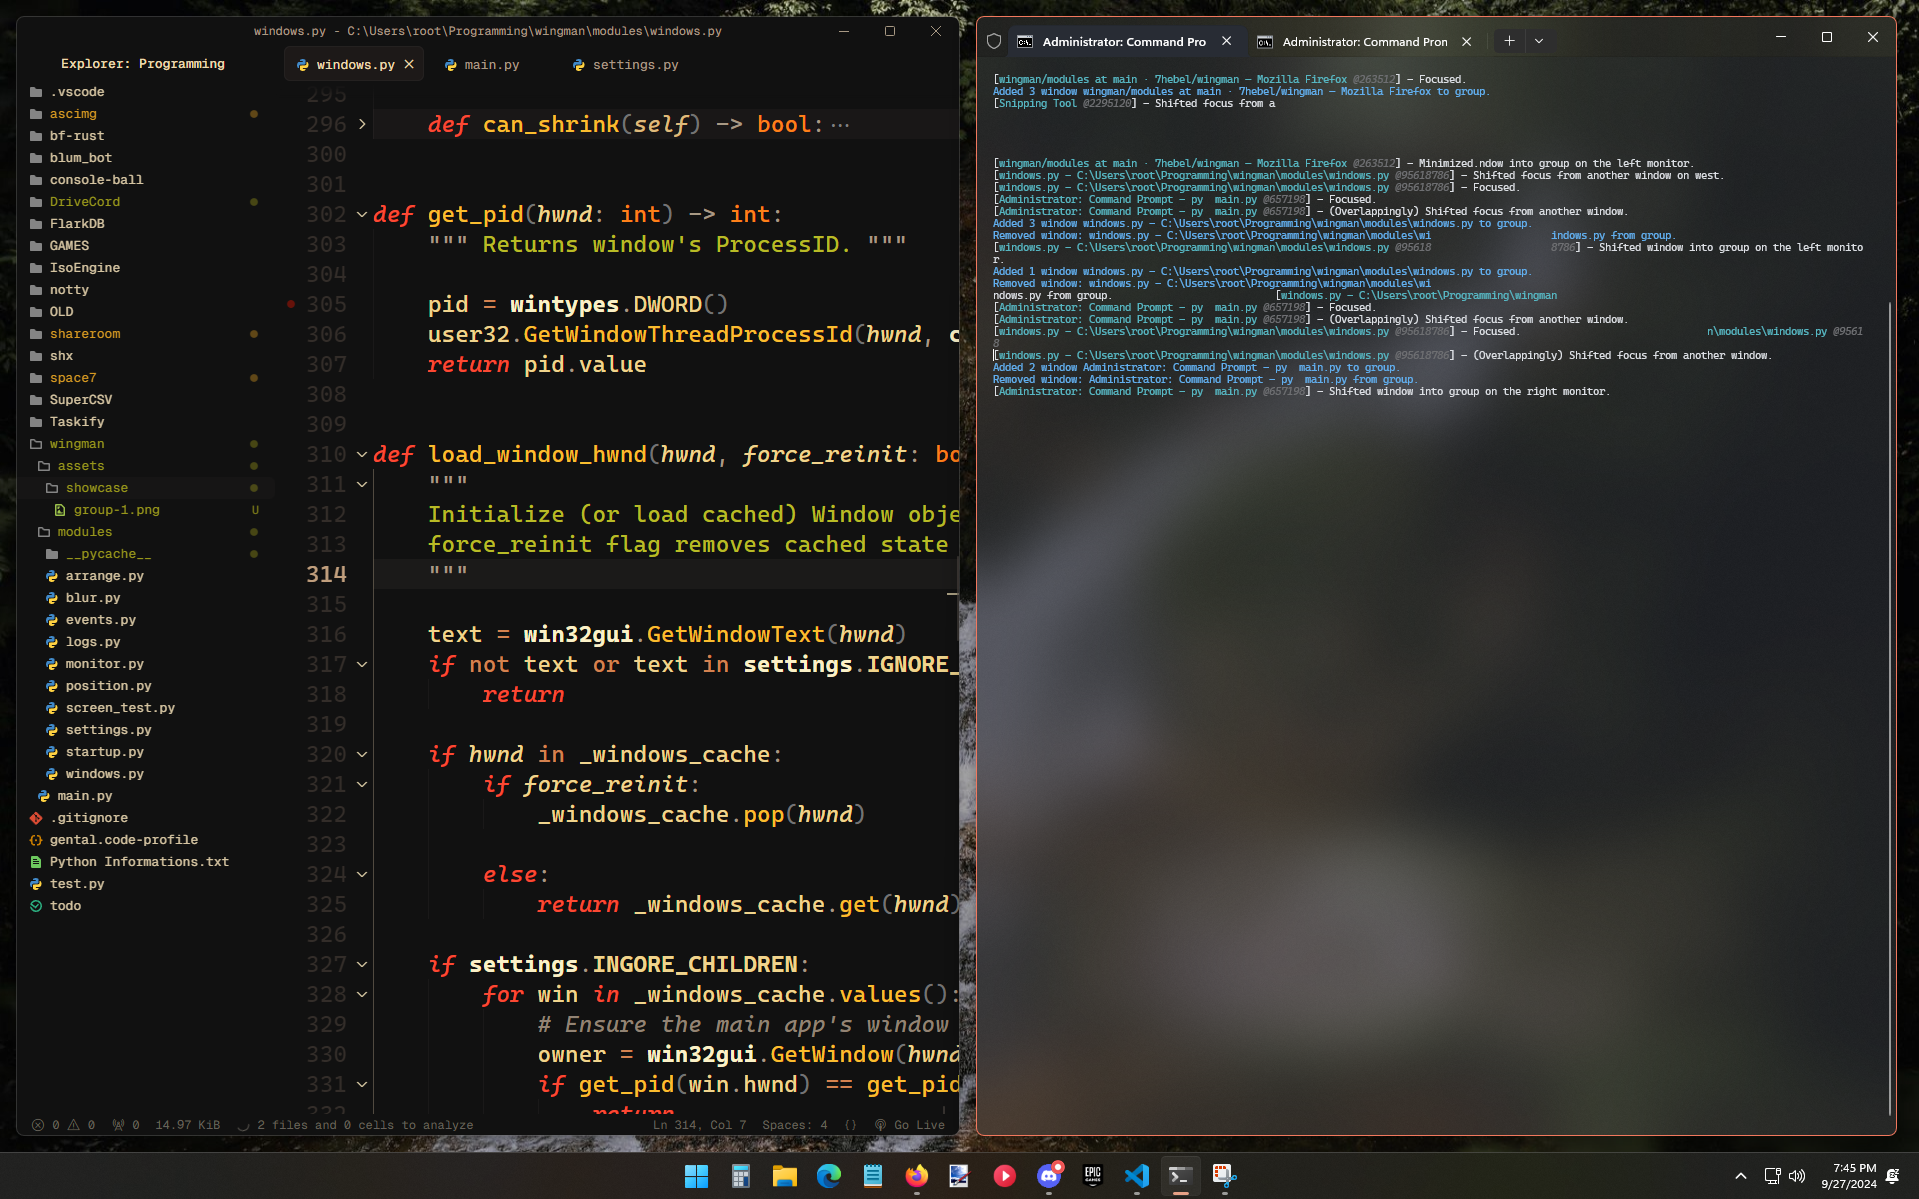 windows.py - C:\Users\root\Programming\wingman\modules\windows.py
Explorer: Programming
windows.py
main.py
settings.py
.vscode
ascimg
bf-rust
blum_bot
console-ball
DriveCord
FlarkDB
GAMES
IsoEngine
notty
OLD
shareroom
shx
space7
SuperCSV
Taskify
wingman
assets
showcase
group-1.png U
modules
__pycache__
arrange.py
blur.py
events.py
logs.py
monitor.py
position.py
screen_test.py
settings.py
startup.py
windows.py
main.py
.gitignore
gental.code-profile
Python Informations.txt
test.py
todo
295
296 def can_shrink(self) -> bool:···
300
301
302 def get_pid(hwnd: int) -> int:
303 """ Returns window's ProcessID. """
304
305 pid = wintypes.DWORD()
306 user32.GetWindowThreadProcessId(hwnd, c
307 return pid.value
308
309
310 def load_window_hwnd(hwnd, force_reinit: bo
311 """
312 Initialize (or load cached) Window obje
313 force_reinit flag removes cached state
314 """
315
316 text = win32gui.GetWindowText(hwnd)
317 if not text or text in settings.IGNORE_
318 return
319
320 if hwnd in _windows_cache:
321 if force_reinit:
322 _windows_cache.pop(hwnd)
323
324 else:
325 return _windows_cache.get(hwnd)
326
327 if settings.INGORE_CHILDREN:
328 for win in _windows_cache.values():
329 # Ensure the main app's window
330 owner = win32gui.GetWindow(hwnd
331 if get_pid(win.hwnd) == get_pid
332 return
0 0 0 14.97 KiB 2 files and 0 cells to analyze Ln 314, Col 7 Spaces: 4 {} Go Live
Administrator: Command Pro
Administrator: Command Pron
[wingman/modules at main · 7hebel/wingman — Mozilla Firefox @263512] - Focused.
Added 3 window wingman/modules at main · 7hebel/wingman — Mozilla Firefox to group.
[Snipping Tool @2295120] - Shifted focus from a
[wingman/modules at main · 7hebel/wingman — Mozilla Firefox @263512] - Minimized.ndow into group on the left monitor.
[windows.py - C:\Users\root\Programming\wingman\modules\windows.py @95618786] - Shifted focus from another window on west.
[windows.py - C:\Users\root\Programming\wingman\modules\windows.py @95618786] - Focused.
[Administrator: Command Prompt - py main.py @657198] - Focused.
[Administrator: Command Prompt - py main.py @657198] - (Overlappingly) Shifted focus from another window.
Added 3 window windows.py - C:\Users\root\Programming\wingman\modules\windows.py to group.
Removed window: windows.py - C:\Users\root\Programming\wingman\modules\wi indows.py from group.
[windows.py - C:\Users\root\Programming\wingman\modules\windows.py @95618 8786] - Shifted window into group on the left monito
r.
Added 1 window windows.py - C:\Users\root\Programming\wingman\modules\windows.py to group.
Removed window: windows.py - C:\Users\root\Programming\wingman\modules\wi
ndows.py from group. [windows.py - C:\Users\root\Programming\wingman
[Administrator: Command Prompt - py main.py @657198] - Focused.
[Administrator: Command Prompt - py main.py @657198] - (Overlappingly) Shifted focus from another window.
[windows.py - C:\Users\root\Programming\wingman\modules\windows.py @95618786] - Focused. n\modules\windows.py @9561
8
[windows.py - C:\Users\root\Programming\wingman\modules\windows.py @95618786] - (Overlappingly) Shifted focus from another window.
Added 2 window Administrator: Command Prompt - py main.py to group.
Removed window: Administrator: Command Prompt - py main.py from group.
[Administrator: Command Prompt - py main.py @657198] - Shifted window into group on the right monitor.
EPIC
GAMES
7:45 PM
9/27/2024